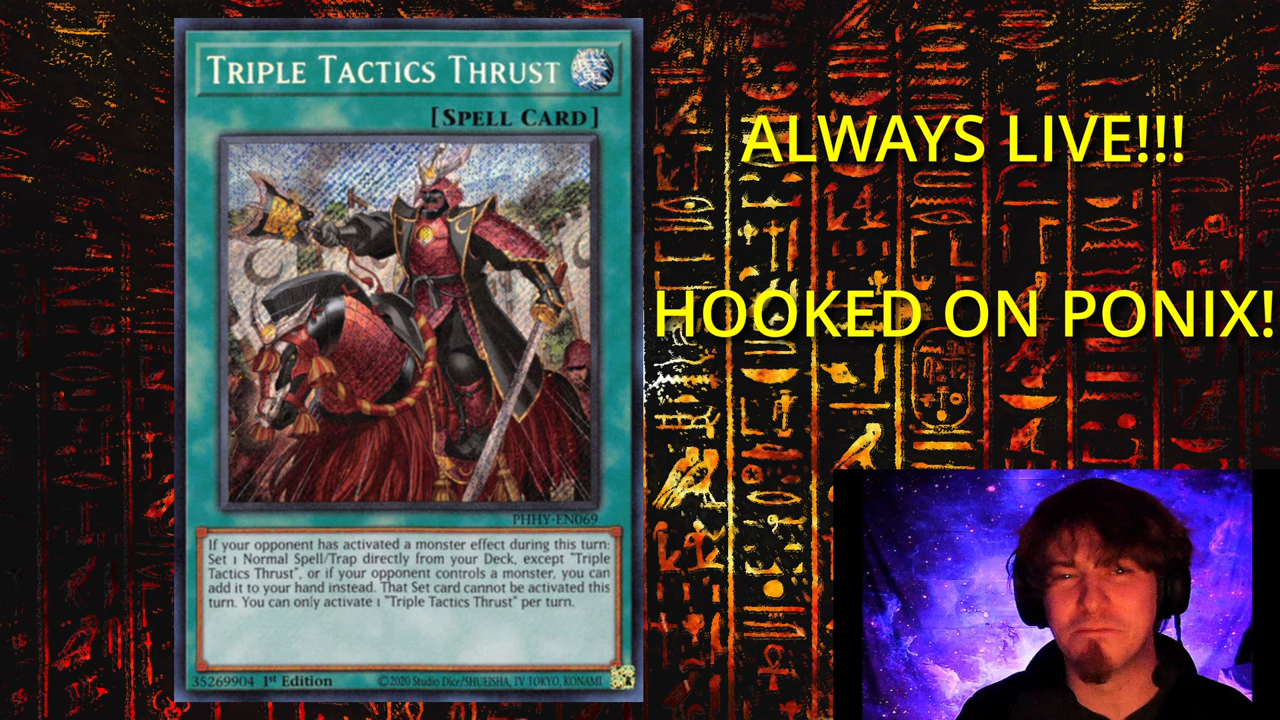 TRIPLE TACTICS THRUST
[SPELL CARD]
PHHY-EN069
If your opponent has activated a monster effect during this turn:
Set 1 Normal Spell/Trap directly from your Deck, except "Triple
Tactics Thrust", or if your opponent controls a monster, you can
add it to your hand instead. That Set card cannot be activated this
turn. You can only activate 1 "Triple Tactics Thrust" per turn.
35269904 1st Edition ©2020 Studio Dice/SHUEISHA, TV TOKYO, KONAMI
ALWAYS LIVE!!!
HOOKED ON PONIX!